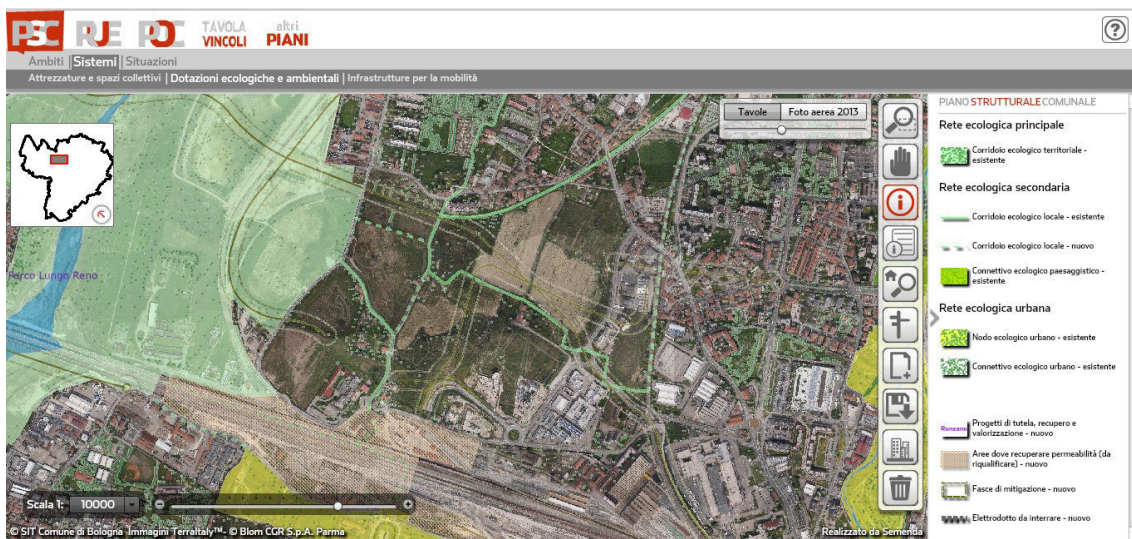 PSC RUE POC TAVOLA VINCOLI altri PIANI ?
Ambiti | Sistemi | Situazioni
Attrezzature e spazi collettivi | Dotazioni ecologiche e ambientali | Infrastrutture per la mobilità
Tavole Foto aerea 2013
Parco Lungo Reno
Scala 1: 10000
© SIT Comune di Bologna Immagini TerraItaly™- © Blom CGR S.p.A. Parma
Realizzato da Semenda
PIANO STRUTTURALE COMUNALE
Rete ecologica principale
Corridoio ecologico territoriale -
esistente
Rete ecologica secondaria
Corridoio ecologico locale - esistente
Corridoio ecologico locale - nuovo
Connettivo ecologico paesaggistico -
esistente
Rete ecologica urbana
Nodo ecologico urbano - esistente
Connettivo ecologico urbano - esistente
Ronzano
Progetti di tutela, recupero e
valorizzazione - nuovo
Aree dove recuperare permeabilità (da
riqualificare) - nuovo
Fasce di mitigazione - nuovo
Elettrodotto da interrare - nuovo